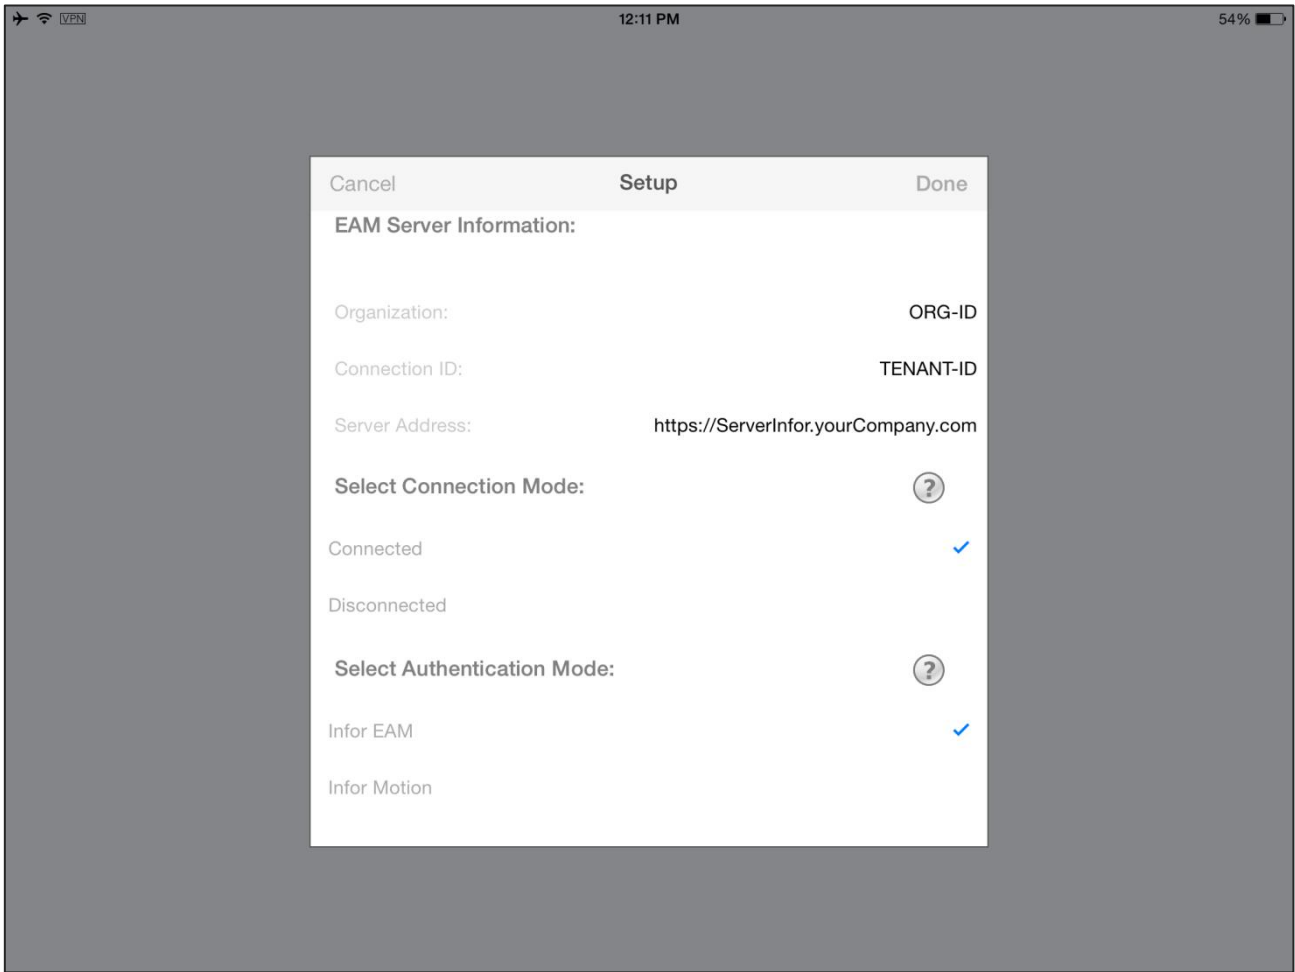 VPN 12:11 PM 54%
Cancel Setup Done
EAM Server Information:
Organization: ORG-ID
Connection ID: TENANT-ID
Server Address: https://ServerInfor.yourCompany.com
Select Connection Mode: ?
Connected
Disconnected
Select Authentication Mode: ?
Infor EAM
Infor Motion